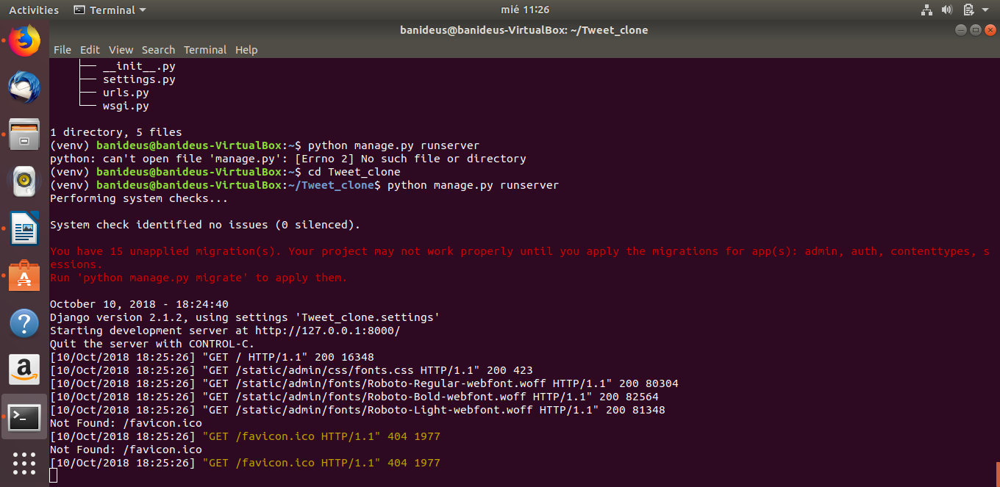 Activities Terminal mié 11:26
banideus@banideus-VirtualBox: ~/Tweet_clone
File Edit View Search Terminal Help
├── __init__.py
├── settings.py
├── urls.py
└── wsgi.py
1 directory, 5 files
(venv) banideus@banideus-VirtualBox:~$ python manage.py runserver
python: can't open file 'manage.py': [Errno 2] No such file or directory
(venv) banideus@banideus-VirtualBox:~$ cd Tweet_clone
(venv) banideus@banideus-VirtualBox:~/Tweet_clone$ python manage.py runserver
Performing system checks...
System check identified no issues (0 silenced).
You have 15 unapplied migration(s). Your project may not work properly until you apply the migrations for app(s): admin, auth, contenttypes, s
essions.
Run 'python manage.py migrate' to apply them.
October 10, 2018 - 18:24:40
Django version 2.1.2, using settings 'Tweet_clone.settings'
Starting development server at http://127.0.0.1:8000/
Quit the server with CONTROL-C.
[10/Oct/2018 18:25:26] "GET / HTTP/1.1" 200 16348
[10/Oct/2018 18:25:26] "GET /static/admin/css/fonts.css HTTP/1.1" 200 423
[10/Oct/2018 18:25:26] "GET /static/admin/fonts/Roboto-Regular-webfont.woff HTTP/1.1" 200 80304
[10/Oct/2018 18:25:26] "GET /static/admin/fonts/Roboto-Bold-webfont.woff HTTP/1.1" 200 82564
[10/Oct/2018 18:25:26] "GET /static/admin/fonts/Roboto-Light-webfont.woff HTTP/1.1" 200 81348
Not Found: /favicon.ico
[10/Oct/2018 18:25:26] "GET /favicon.ico HTTP/1.1" 404 1977
Not Found: /favicon.ico
[10/Oct/2018 18:25:26] "GET /favicon.ico HTTP/1.1" 404 1977